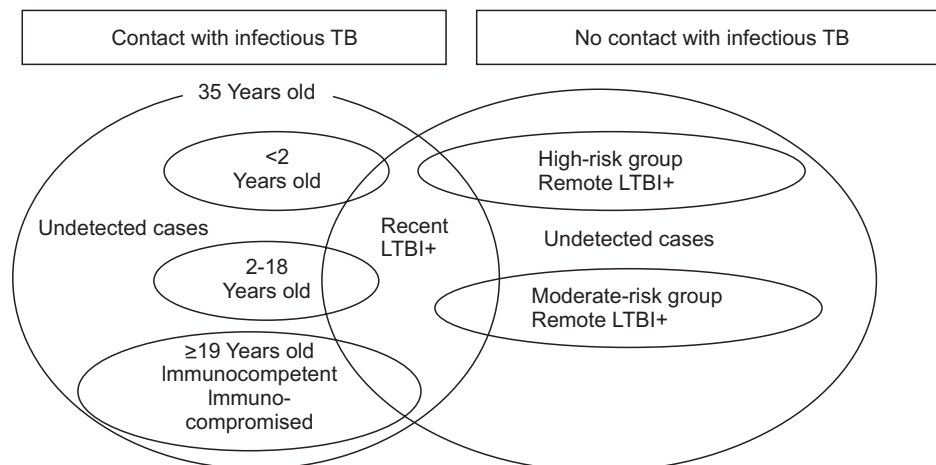 Contact with infectious TB
No contact with infectious TB
35 Years old
<2
Years old
High-risk group
Remote LTBI+
Undetected cases
Recent
LTBI+
Undetected cases
2-18
Years old
Moderate-risk group
Remote LTBI+
≥19 Years old
Immunocompetent
Immuno-
compromised